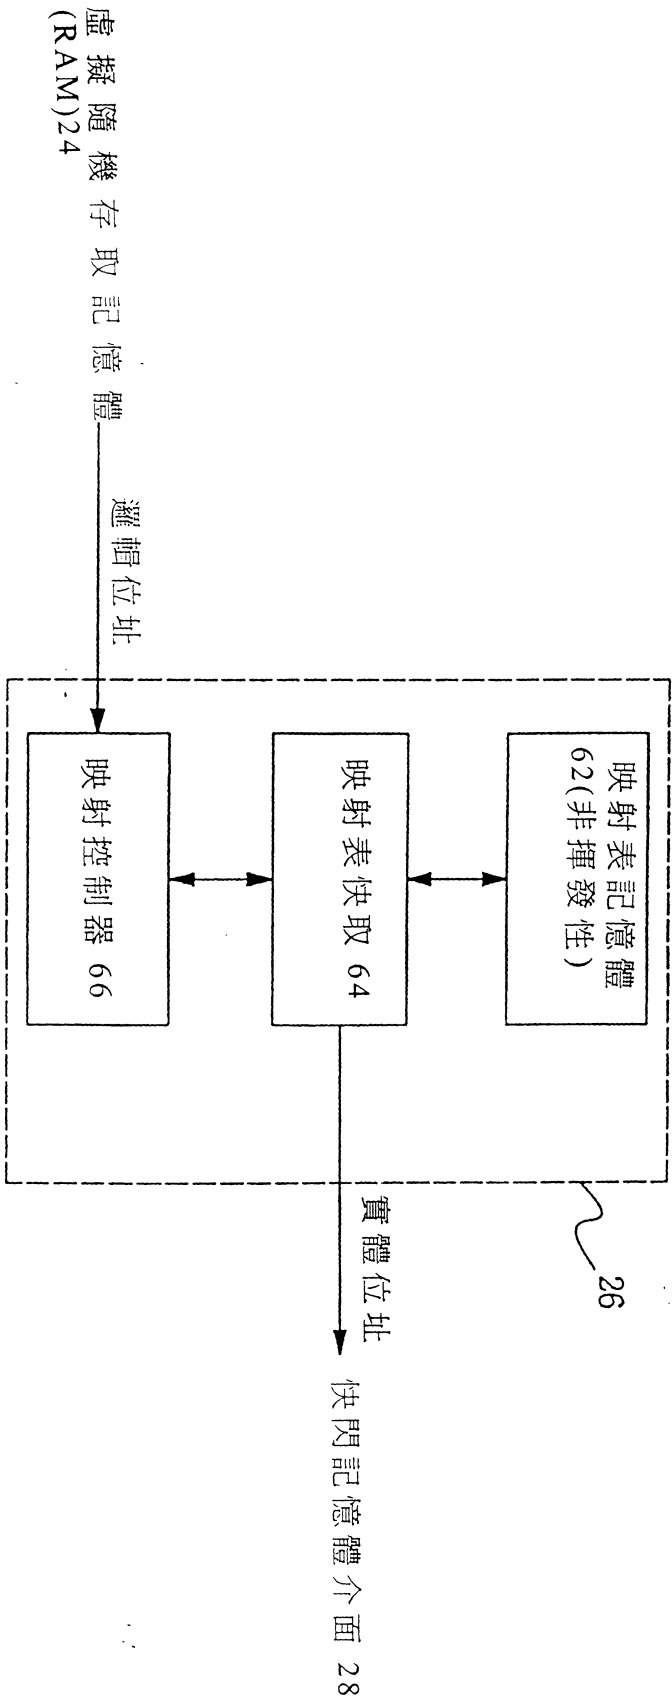 映射表記憶體
62(非揮發性)
映射表快取 64
映射控制器 66
26
虛擬隨機存取記憶體
(RAM)24
邏輯位址
實體位址
快閃記憶體介面 28